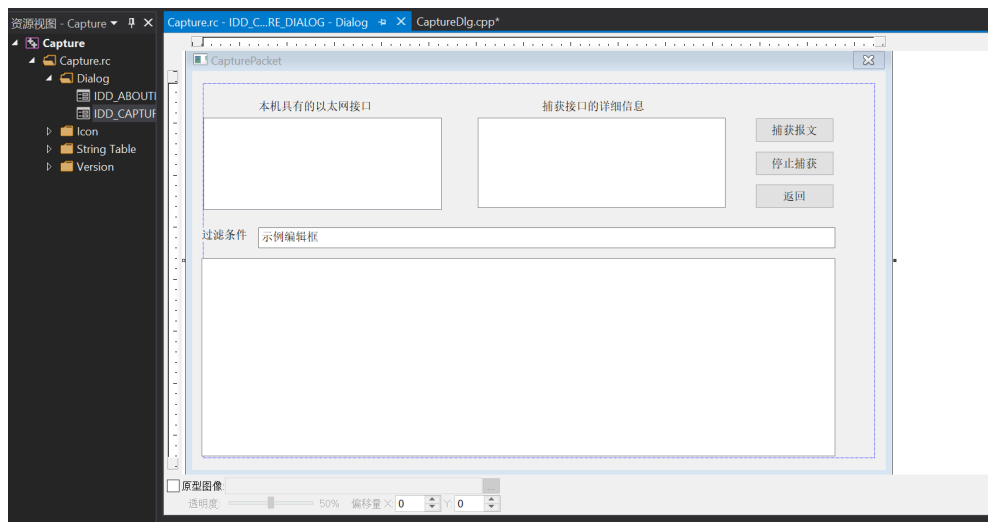 资源视图 - Capture
Capture.rc - IDD_C...RE_DIALOG - Dialog
CaptureDlg.cpp*
Capture
Capture.rc
Dialog
IDD_ABOUTI
IDD_CAPTUF
Icon
String Table
Version
CapturePacket
本机具有的以太网接口
捕获接口的详细信息
捕获报文
停止捕获
返回
过滤条件
示例编辑框
原型图像:
...
透明度: 50% 偏移量 X: 0 Y: 0